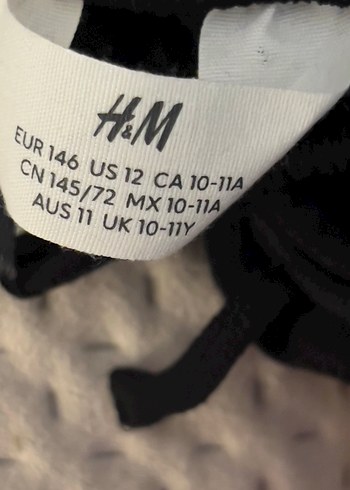 H&M
EUR 146 US 12 CA 10-11A
CN 145/72 MX 10-11A
AUS 11 UK 10-11Y